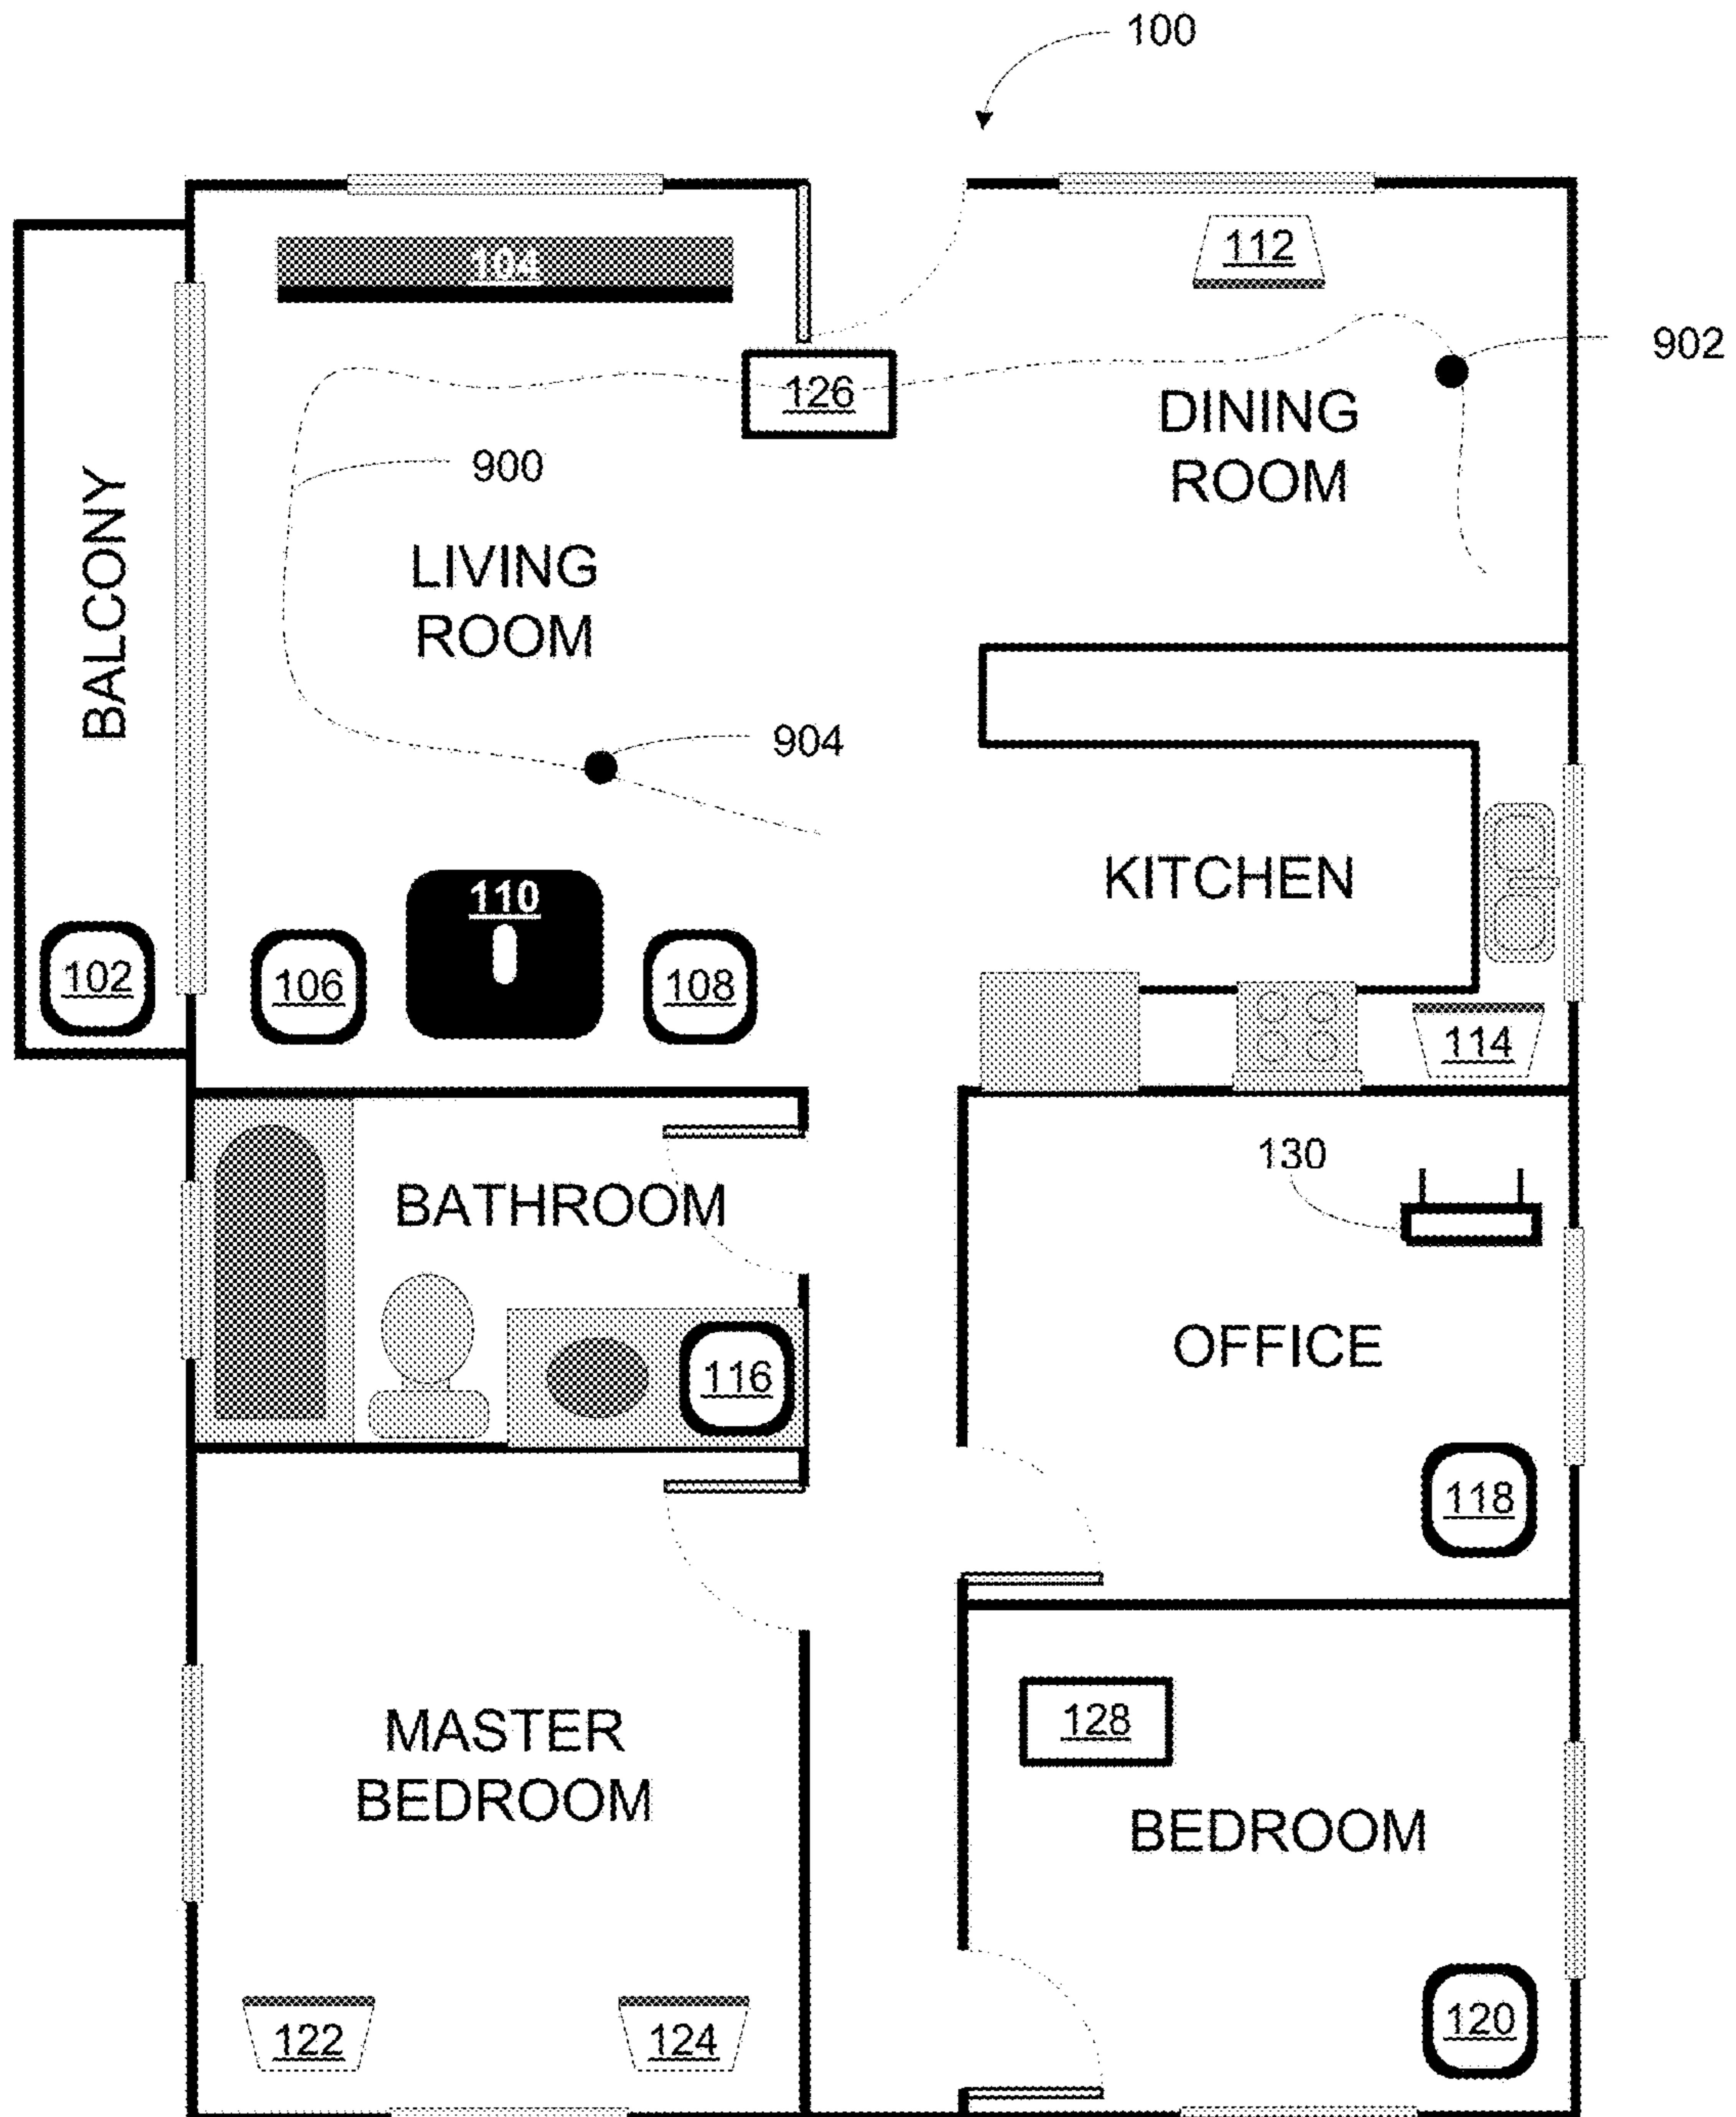 100
104
112
902
126
DINING
ROOM
900
BALCONY
LIVING
ROOM
904
KITCHEN
110
102
106
108
114
130
BATHROOM
OFFICE
116
118
128
MASTER
BEDROOM
BEDROOM
122
124
120